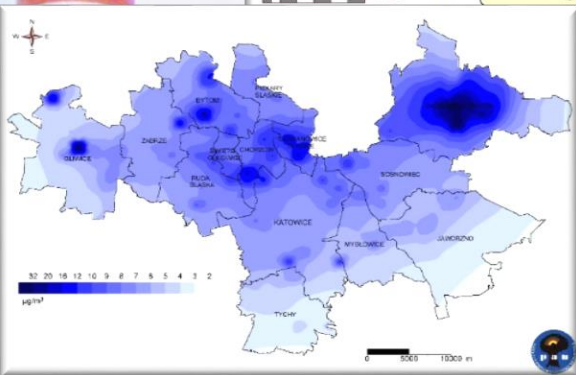 N
W E
S
PIEKARY
ŚLĄSKIE
BYTOM
ZABRZE
GLIWICE
CHORZÓW
RUDA
ŚLĄSKA
SOSNOWIEC
KATOWICE
MYSŁOWICE
JAWORZNO
TYCHY
32 20 16 12 10 9 8 7 6 5 4 3 2
µg/m³
0 5000 10000 m
p a n